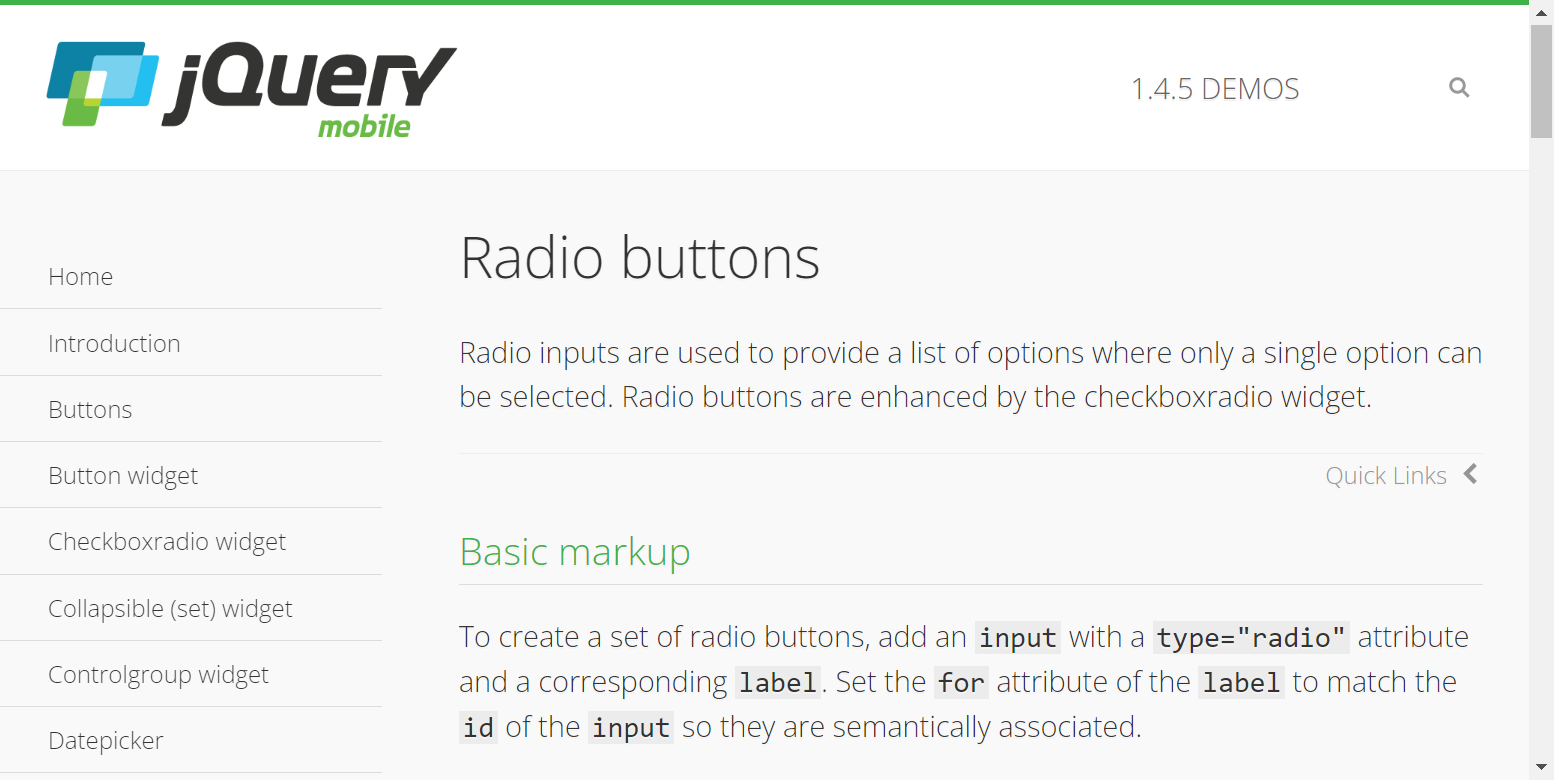 jQuery
mobile
1.4.5 DEMOS
Home
Introduction
Buttons
Button widget
Checkboxradio widget
Collapsible (set) widget
Controlgroup widget
Datepicker
Radio buttons
Radio inputs are used to provide a list of options where only a single option can
be selected. Radio buttons are enhanced by the checkboxradio widget.
Quick Links
Basic markup
To create a set of radio buttons, add an input with a type="radio" attribute
and a corresponding label. Set the for attribute of the label to match the
id of the input so they are semantically associated.